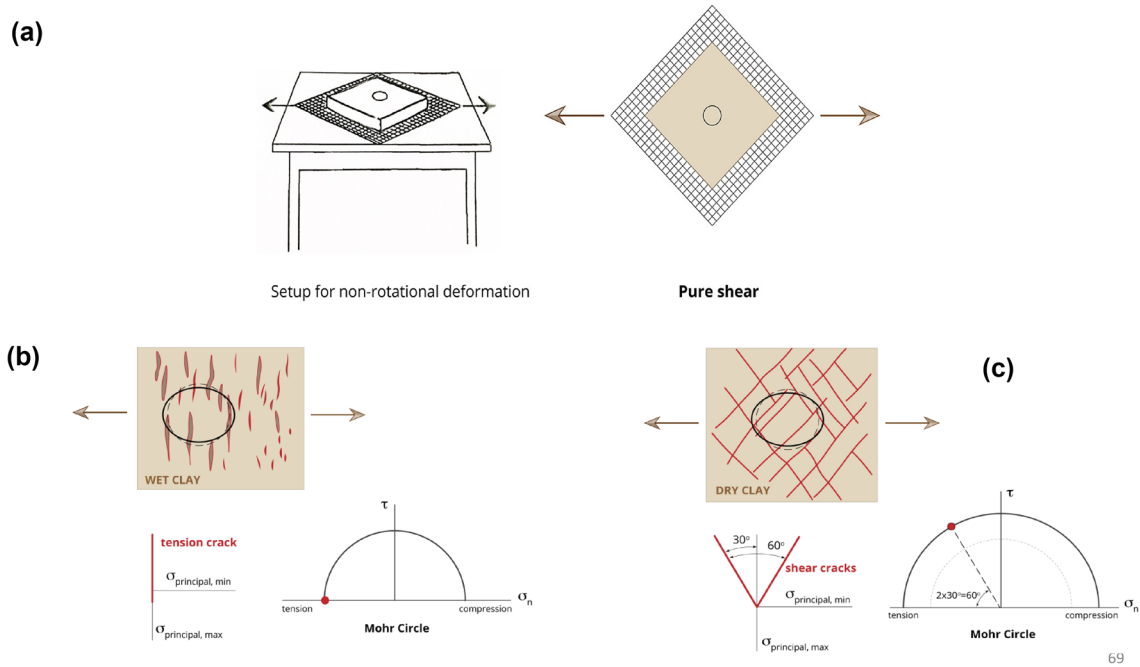 (a)
Setup for non-rotational deformation
Pure shear
(b)
WET CLAY
tension crack
σprincipal, min
σprincipal, max
τ
σn
tension
compression
Mohr Circle
(c)
DRY CLAY
30°
60°
shear cracks
σprincipal, min
σprincipal, max
τ
2x30°=60°
σn
tension
compression
Mohr Circle
69